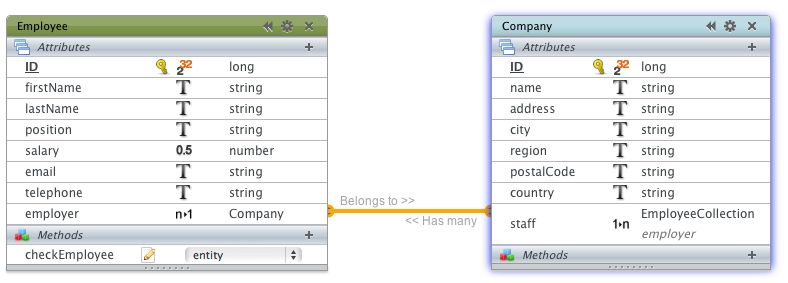 Employee
Attributes
ID 2 32 long
firstName T string
lastName T string
position T string
salary 0.5 number
email T string
telephone T string
employer n▸1 Company
Methods
checkEmployee entity
Belongs to >>
<< Has many
Company
Attributes
ID 2 32 long
name T string
address T string
city T string
region T string
postalCode T string
country T string
staff 1▸n EmployeeCollection
employer
Methods